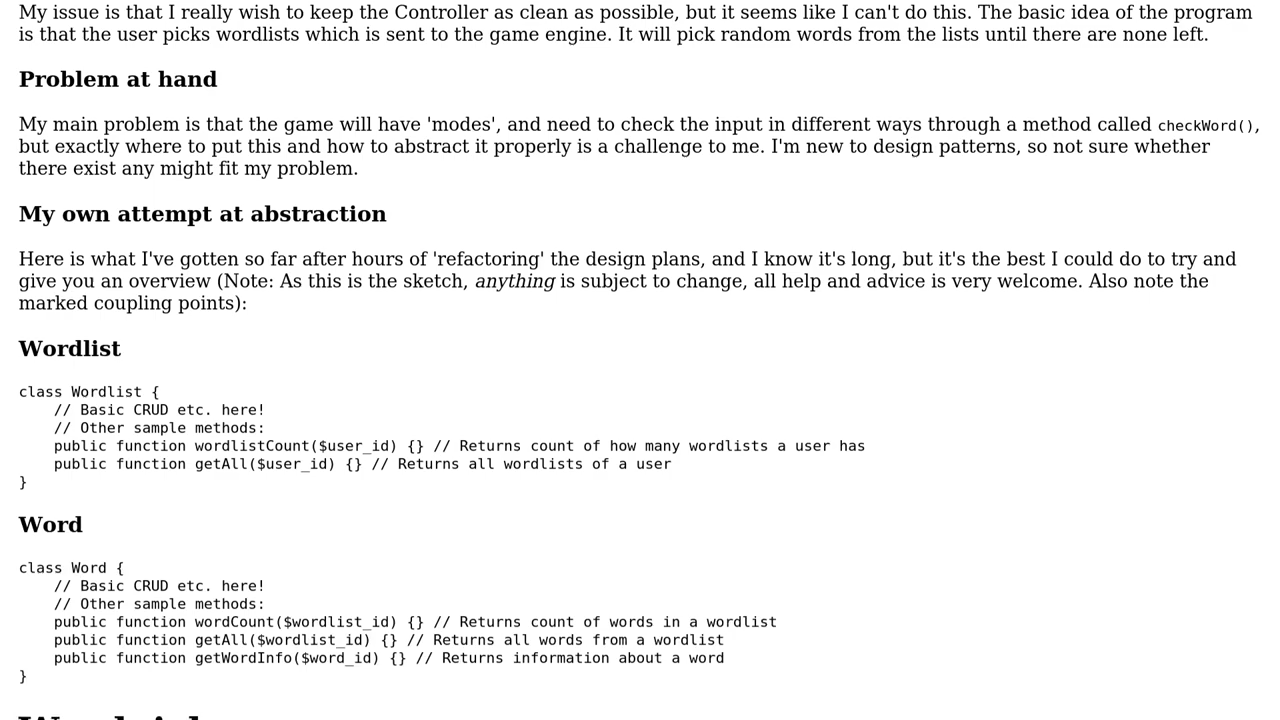 My issue is that I really wish to keep the Controller as clean as possible, but it seems like I can't do this. The basic idea of the program
is that the user picks wordlists which is sent to the game engine. It will pick random words from the lists until there are none left.
Problem at hand
My main problem is that the game will have 'modes', and need to check the input in different ways through a method called checkWord(),
but exactly where to put this and how to abstract it properly is a challenge to me. I'm new to design patterns, so not sure whether
there exist any might fit my problem.
My own attempt at abstraction
Here is what I've gotten so far after hours of 'refactoring' the design plans, and I know it's long, but it's the best I could do to try and
give you an overview (Note: As this is the sketch, anything is subject to change, all help and advice is very welcome. Also note the
marked coupling points):
Wordlist
class Wordlist {
    // Basic CRUD etc. here!
    // Other sample methods:
    public function wordlistCount($user_id) {} // Returns count of how many wordlists a user has
    public function getAll($user_id) {} // Returns all wordlists of a user
}
Word
class Word {
    // Basic CRUD etc. here!
    // Other sample methods:
    public function wordCount($wordlist_id) {} // Returns count of words in a wordlist
    public function getAll($wordlist_id) {} // Returns all words from a wordlist
    public function getWordInfo($word_id) {} // Returns information about a word
}